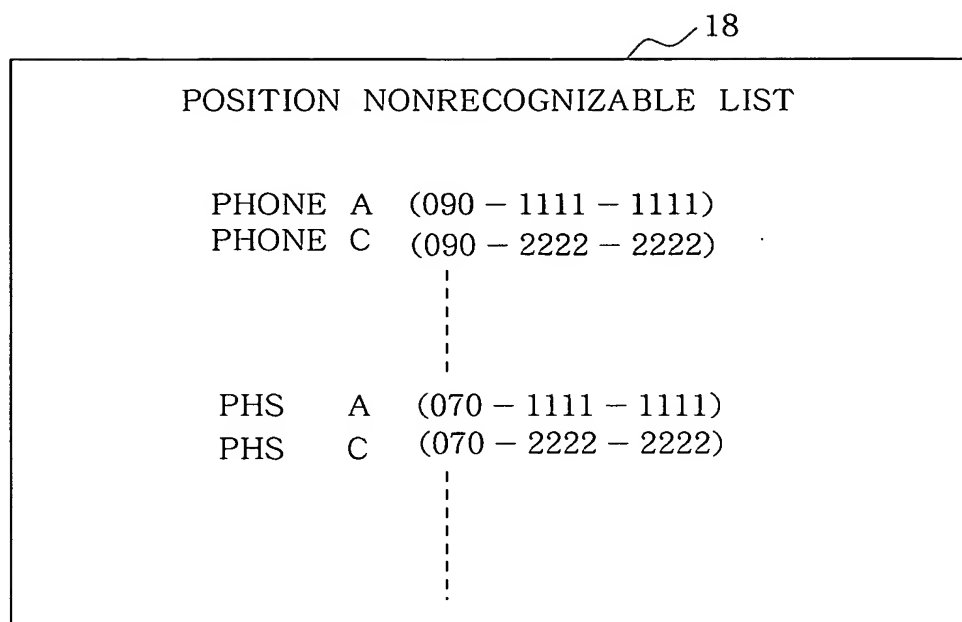 18
POSITION NONRECOGNIZABLE LIST
PHONE A (090 – 1111 – 1111)
PHONE C (090 – 2222 – 2222)
PHS A (070 – 1111 – 1111)
PHS C (070 – 2222 – 2222)